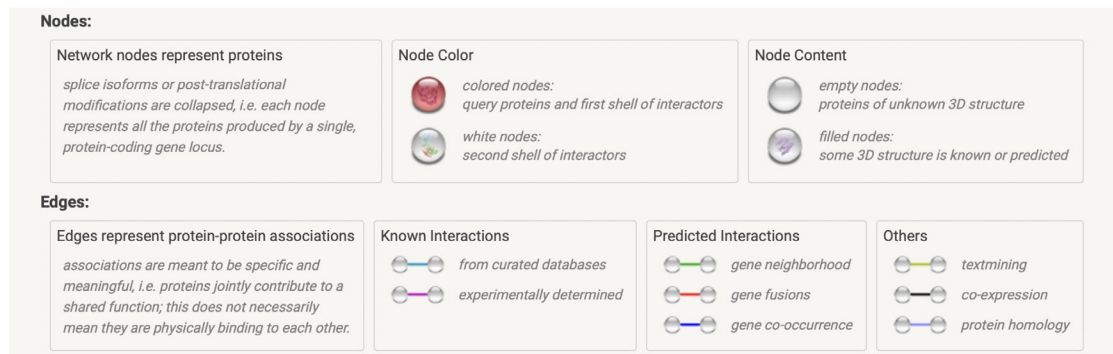 Nodes:
Network nodes represent proteins
splice isoforms or post-translational
modifications are collapsed, i.e. each node
represents all the proteins produced by a single,
protein-coding gene locus.
Node Color
colored nodes:
query proteins and first shell of interactors
white nodes:
second shell of interactors
Node Content
empty nodes:
proteins of unknown 3D structure
filled nodes:
some 3D structure is known or predicted
Edges:
Edges represent protein-protein associations
associations are meant to be specific and
meaningful, i.e. proteins jointly contribute to a
shared function; this does not necessarily
mean they are physically binding to each other.
Known Interactions
from curated databases
experimentally determined
Predicted Interactions
gene neighborhood
gene fusions
gene co-occurrence
Others
textmining
co-expression
protein homology